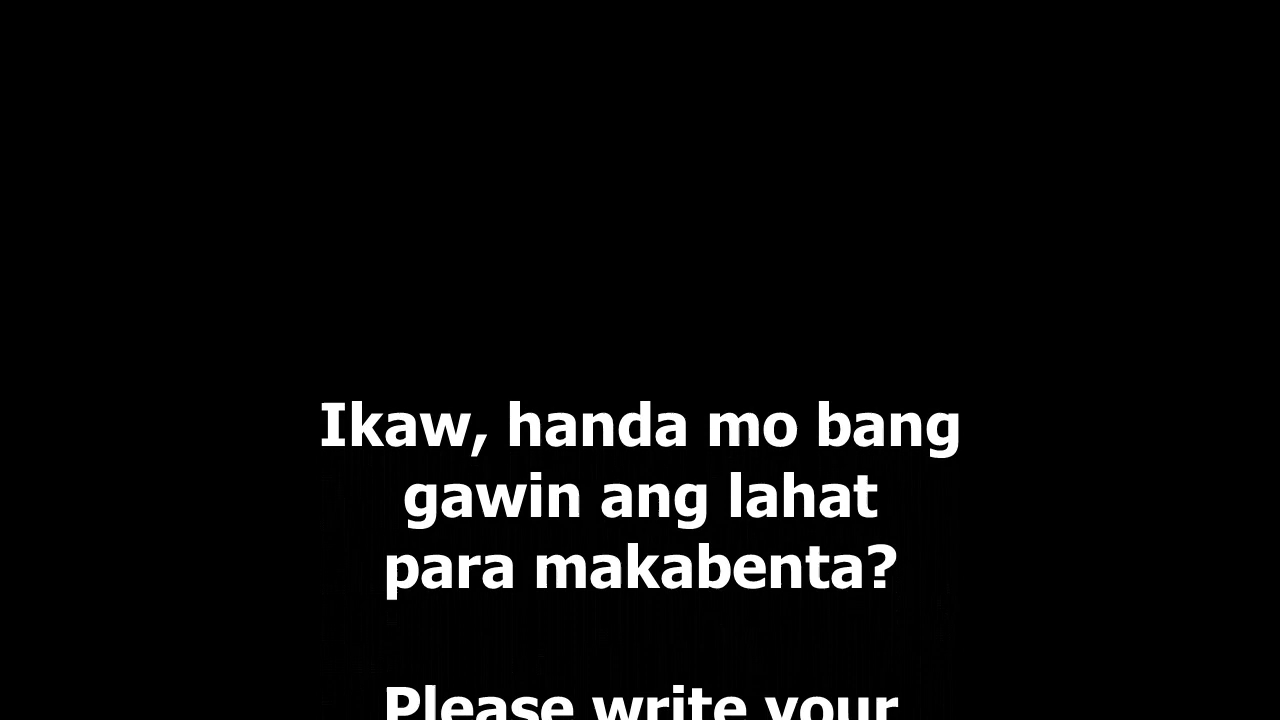 Ikaw, handa mo bang
gawin ang lahat
para makabenta?
Please write your